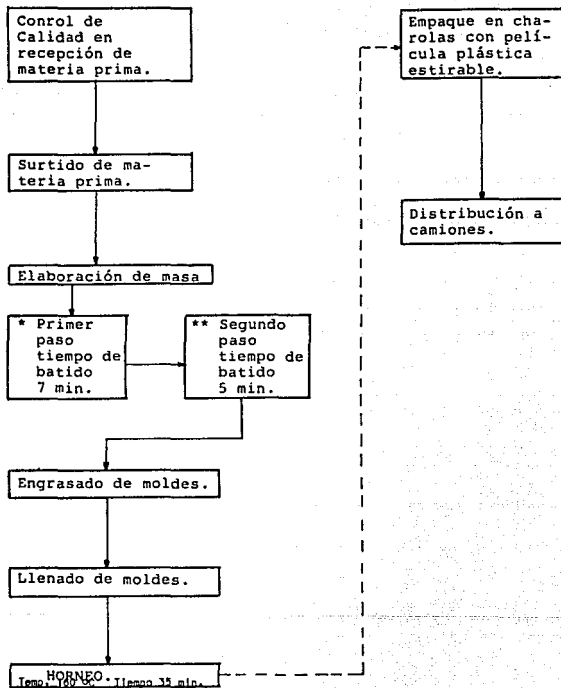 Conrol de
Calidad en
recepción de
materia prima.
Surtido de ma-
teria prima.
Elaboración de masa
* Primer
paso
tiempo de
batido
7 min.
** Segundo
paso
tiempo de
batido
5 min.
Engrasado de moldes.
Llenado de moldes.
HORNEO.
Temp. 160 °C Tiempo 35 min.
Empaque en cha-
rolas con pelí-
cula plástica
estirable.
Distribución a
camiones.